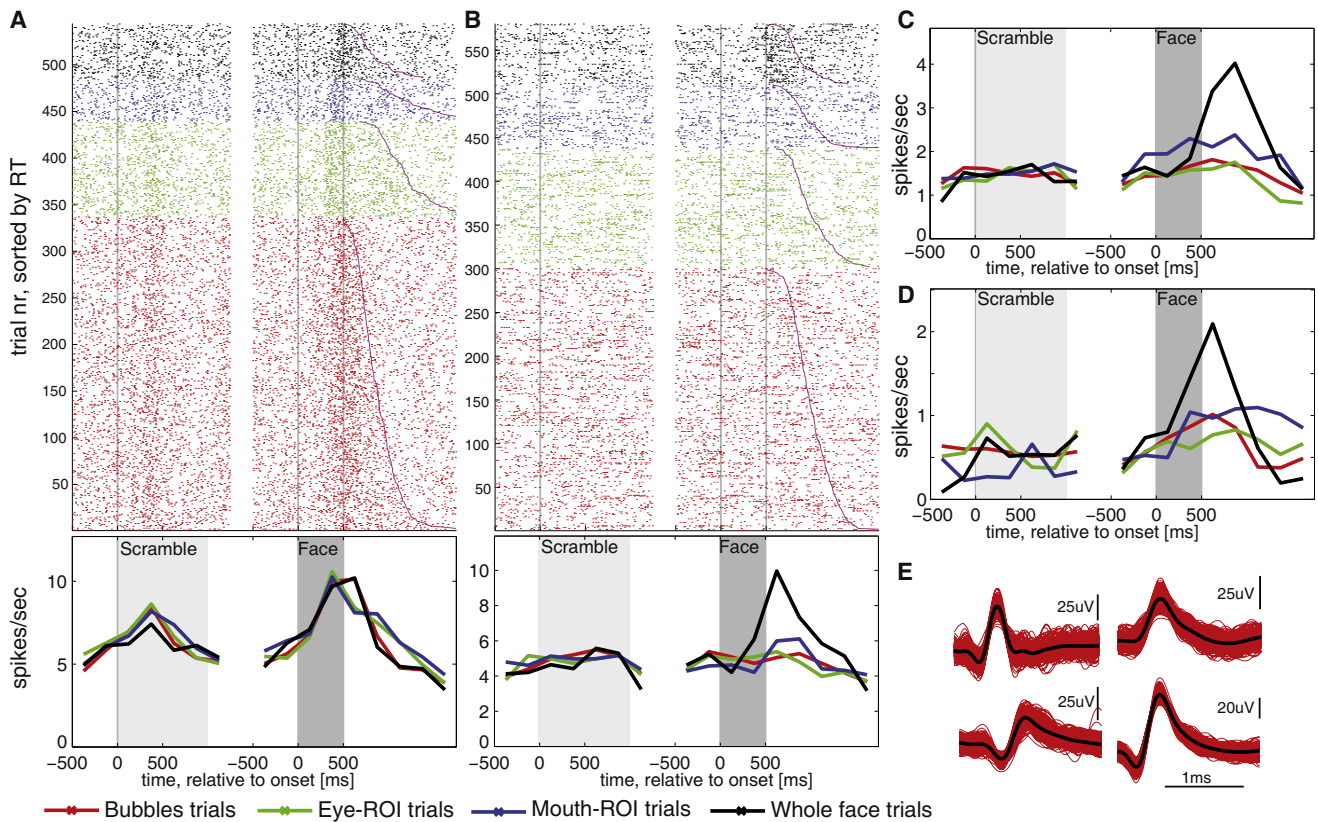 A
B
C
D
E
trial nr, sorted by RT
500
450
400
350
300
250
200
150
100
50
550
500
450
400
350
300
250
200
150
100
50
Scramble
Face
spikes/sec
10
5
0
−500
0
500
−500
0
500
time, relative to onset [ms]
Scramble
Face
10
8
6
4
2
0
−500
0
500
−500
0
500
time, relative to onset [ms]
Scramble
Face
spikes/sec
4
3
2
1
0
−500
0
500
−500
0
500
time, relative to onset [ms]
Scramble
Face
spikes/sec
2
1
0
−500
0
500
−500
0
500
time, relative to onset [ms]
25uV
25uV
25uV
20uV
1ms
Bubbles trials
Eye-ROI trials
Mouth-ROI trials
Whole face trials